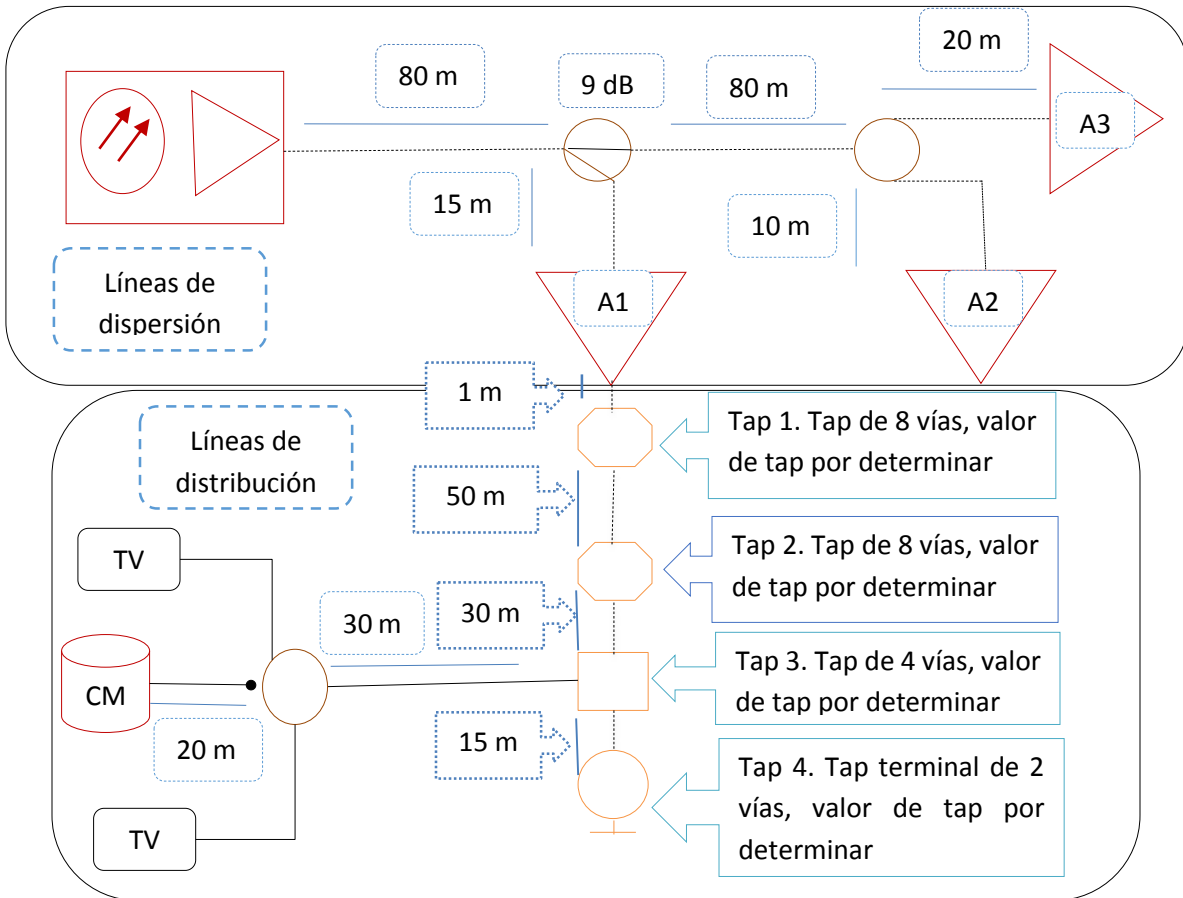 20 m
80 m
9 dB
80 m
A3
15 m
10 m
Líneas de
dispersión
A1
A2
1 m
Tap 1. Tap de 8 vías, valor
de tap por determinar
Líneas de
distribución
50 m
TV
Tap 2. Tap de 8 vías, valor
de tap por determinar
30 m
30 m
CM
Tap 3. Tap de 4 vías, valor
de tap por determinar
20 m
15 m
Tap 4. Tap terminal de 2
vías, valor de tap por
determinar
TV